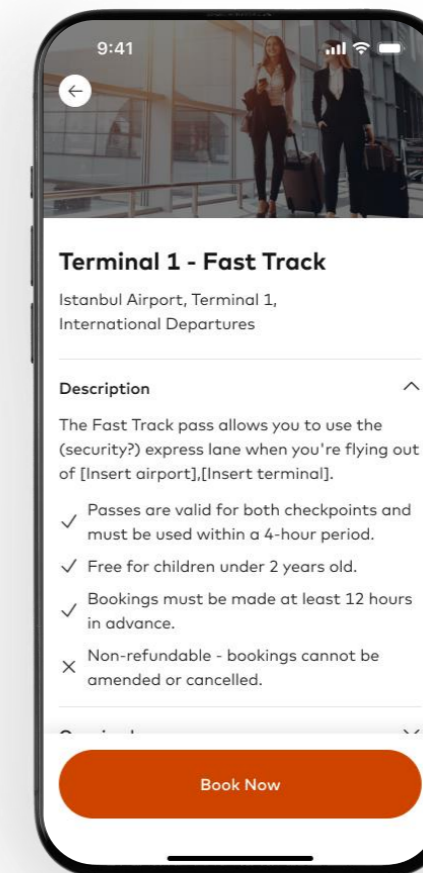 9:41
Terminal 1 - Fast Track
Istanbul Airport, Terminal 1,
International Departures
Description
The Fast Track pass allows you to use the
(security?) express lane when you're flying out
of [Insert airport],[Insert terminal].
Passes are valid for both checkpoints and
must be used within a 4-hour period.
Free for children under 2 years old.
Bookings must be made at least 12 hours
in advance.
Non-refundable - bookings cannot be
amended or cancelled.
Book Now